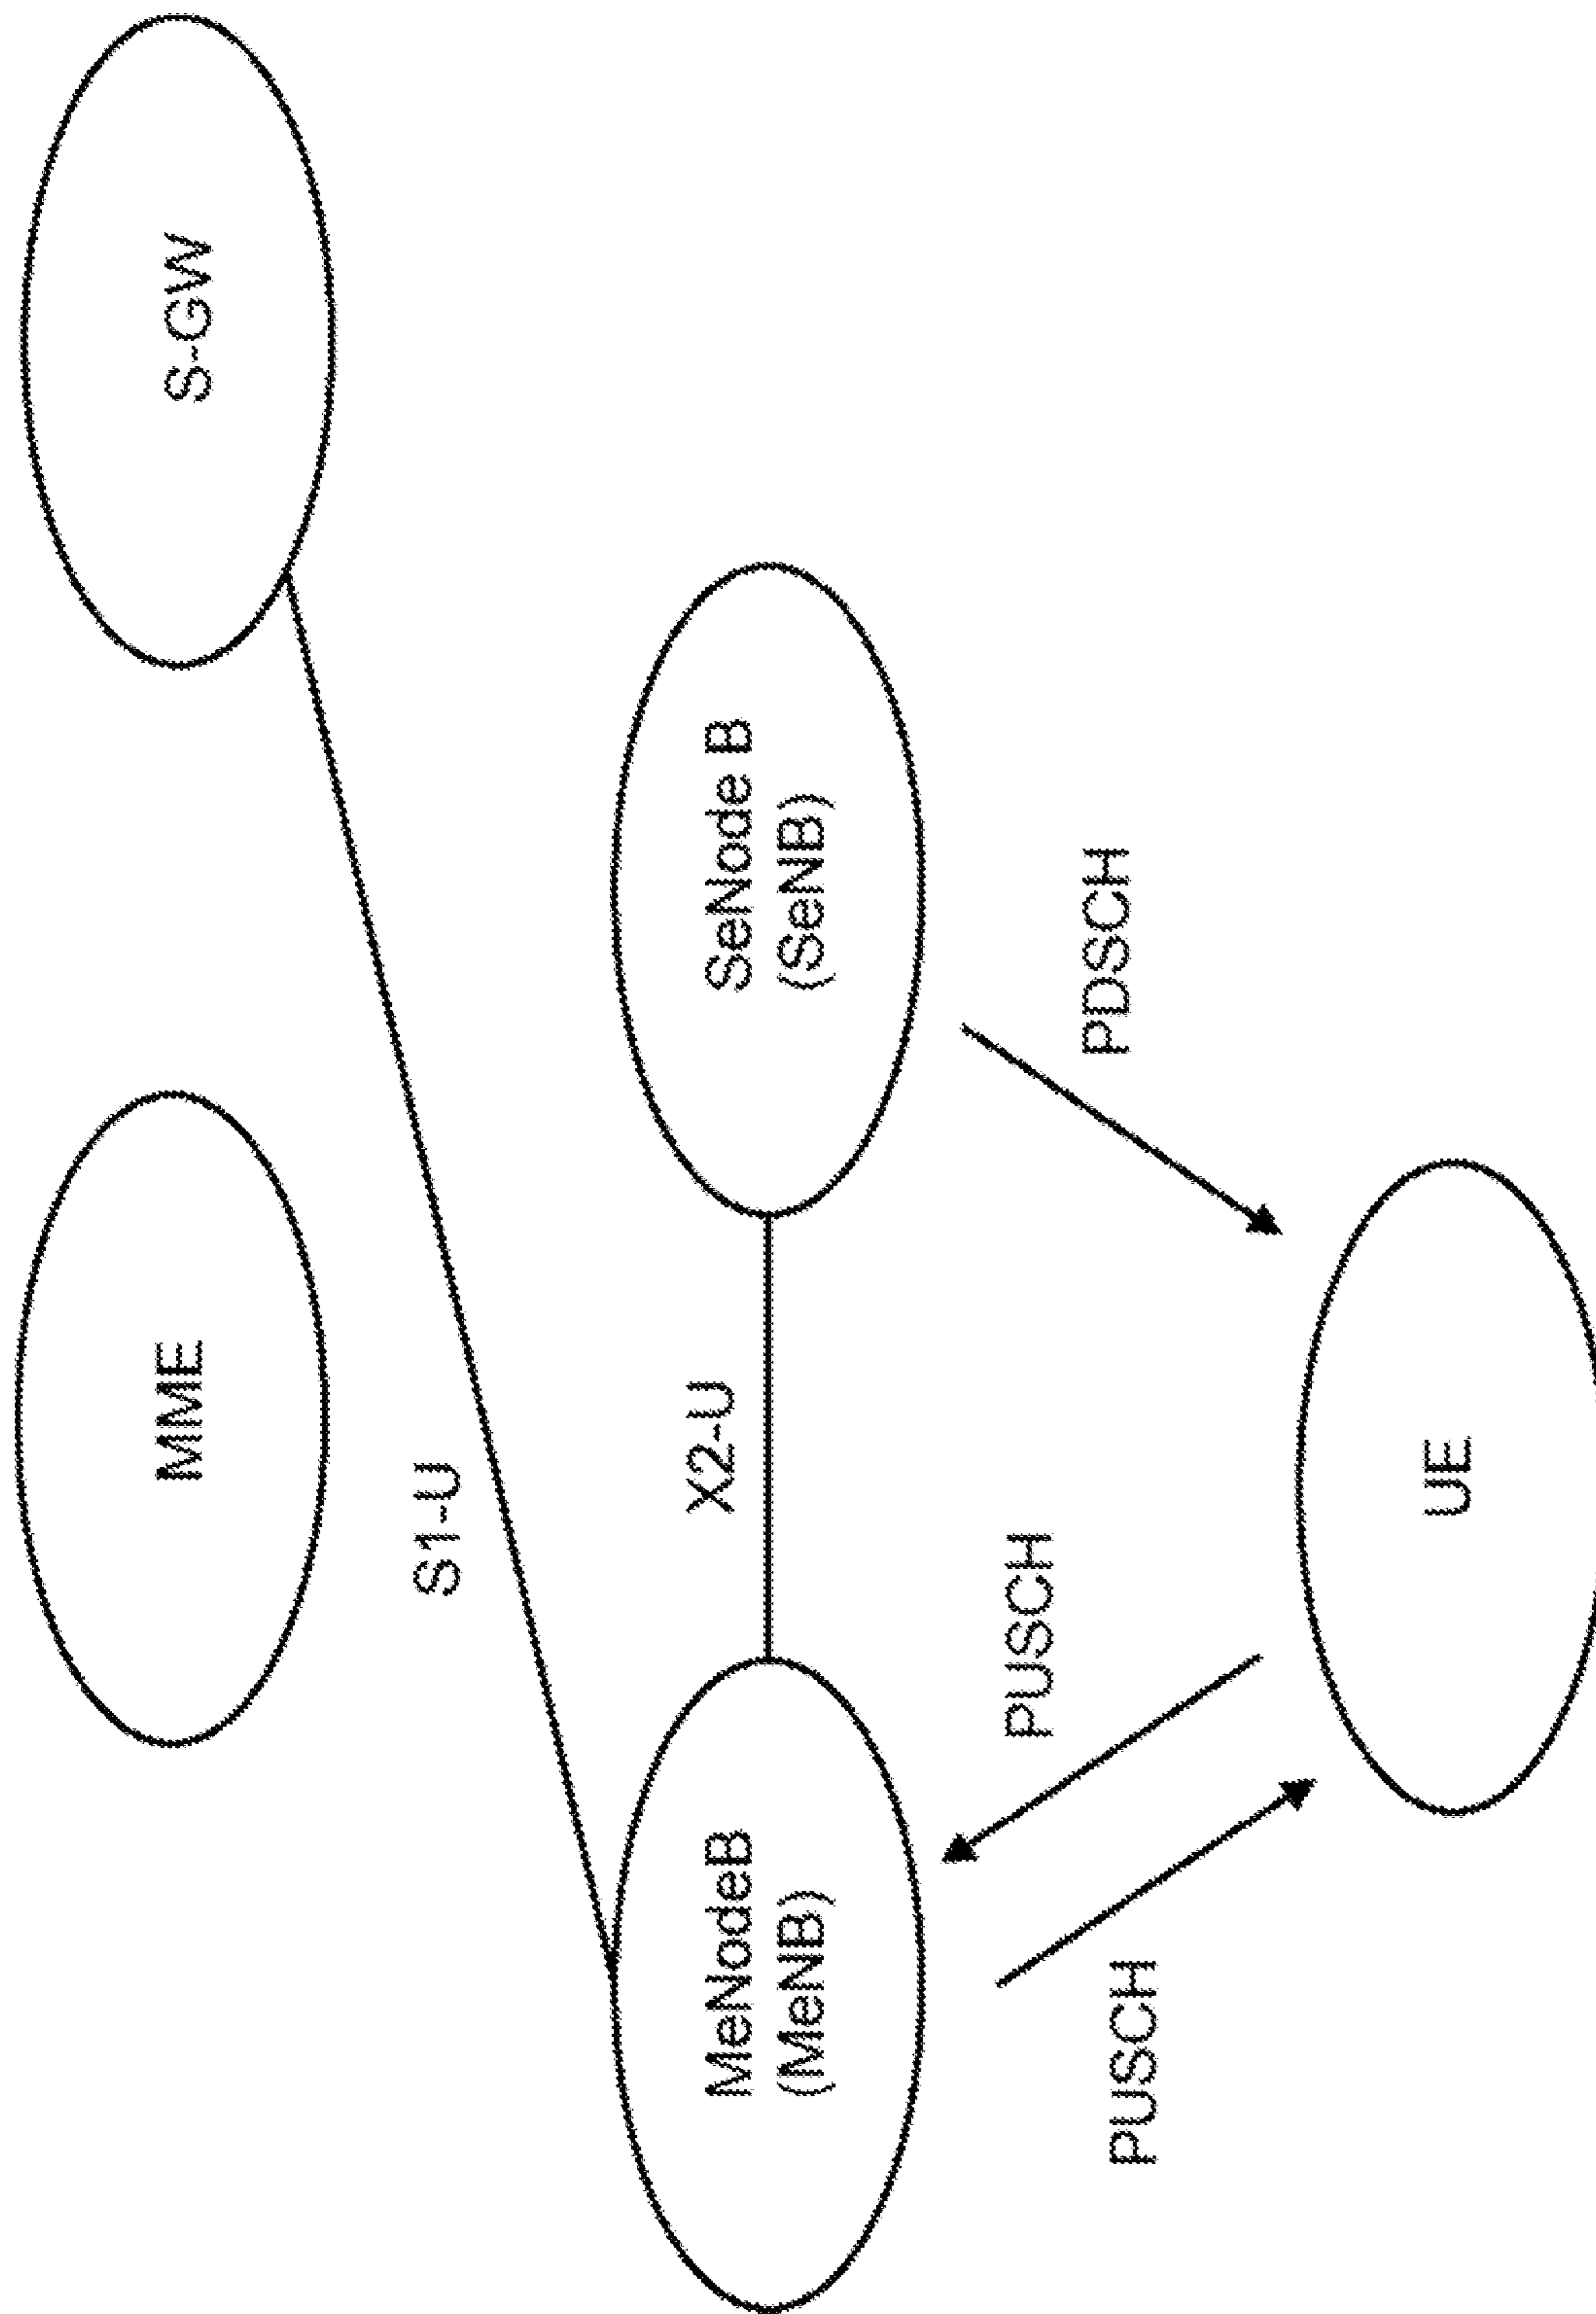 MME
S-GW
S1-U
X2-U
MeNodeB
(MeNB)
SeNode B
(SeNB)
PUSCH
PUSCH
PDSCH
UE